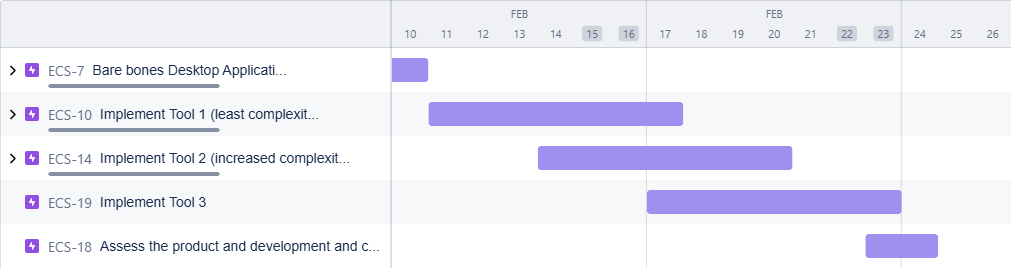 FEB FEB
10 11 12 13 14 15 16 17 18 19 20 21 22 23 24 25 26
ECS-7 Bare bones Desktop Applicati...
ECS-10 Implement Tool 1 (least complexit...
ECS-14 Implement Tool 2 (increased complexit...
ECS-19 Implement Tool 3
ECS-18 Assess the product and development and c...